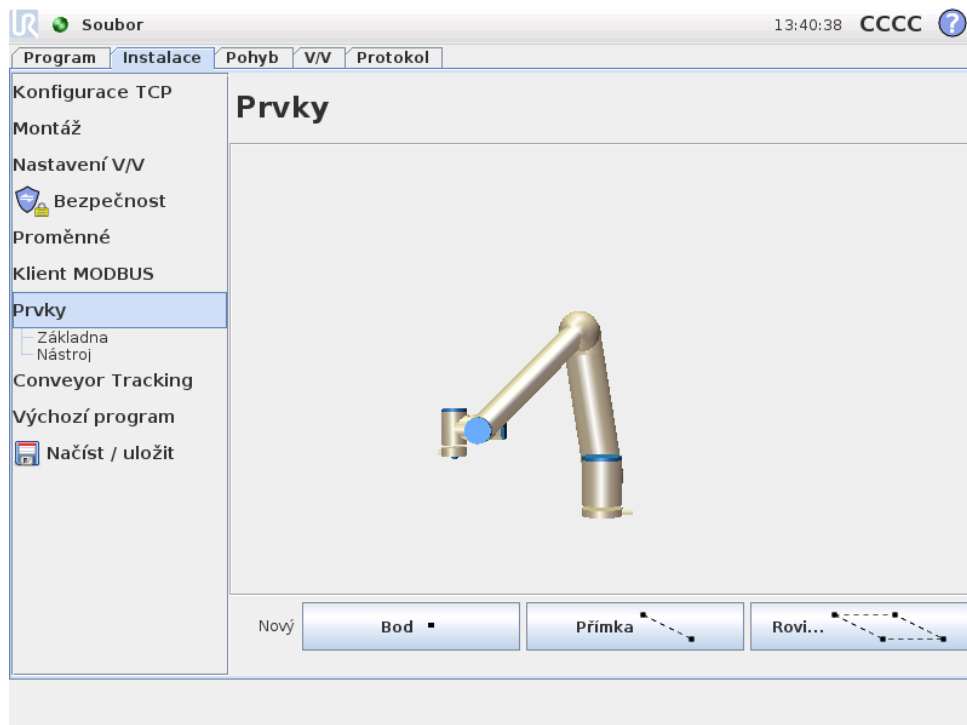 UR Soubor 13:40:38 CCCC ?
Program Instalace Pohyb V/V Protokol
Konfigurace TCP
Prvky
Montáž
Nastavení V/V
Bezpečnost
Proměnné
Klient MODBUS
Prvky
Základna
Nástroj
Conveyor Tracking
Výchozí program
Načíst / uložit
Nový Bod Přímka Rovi...